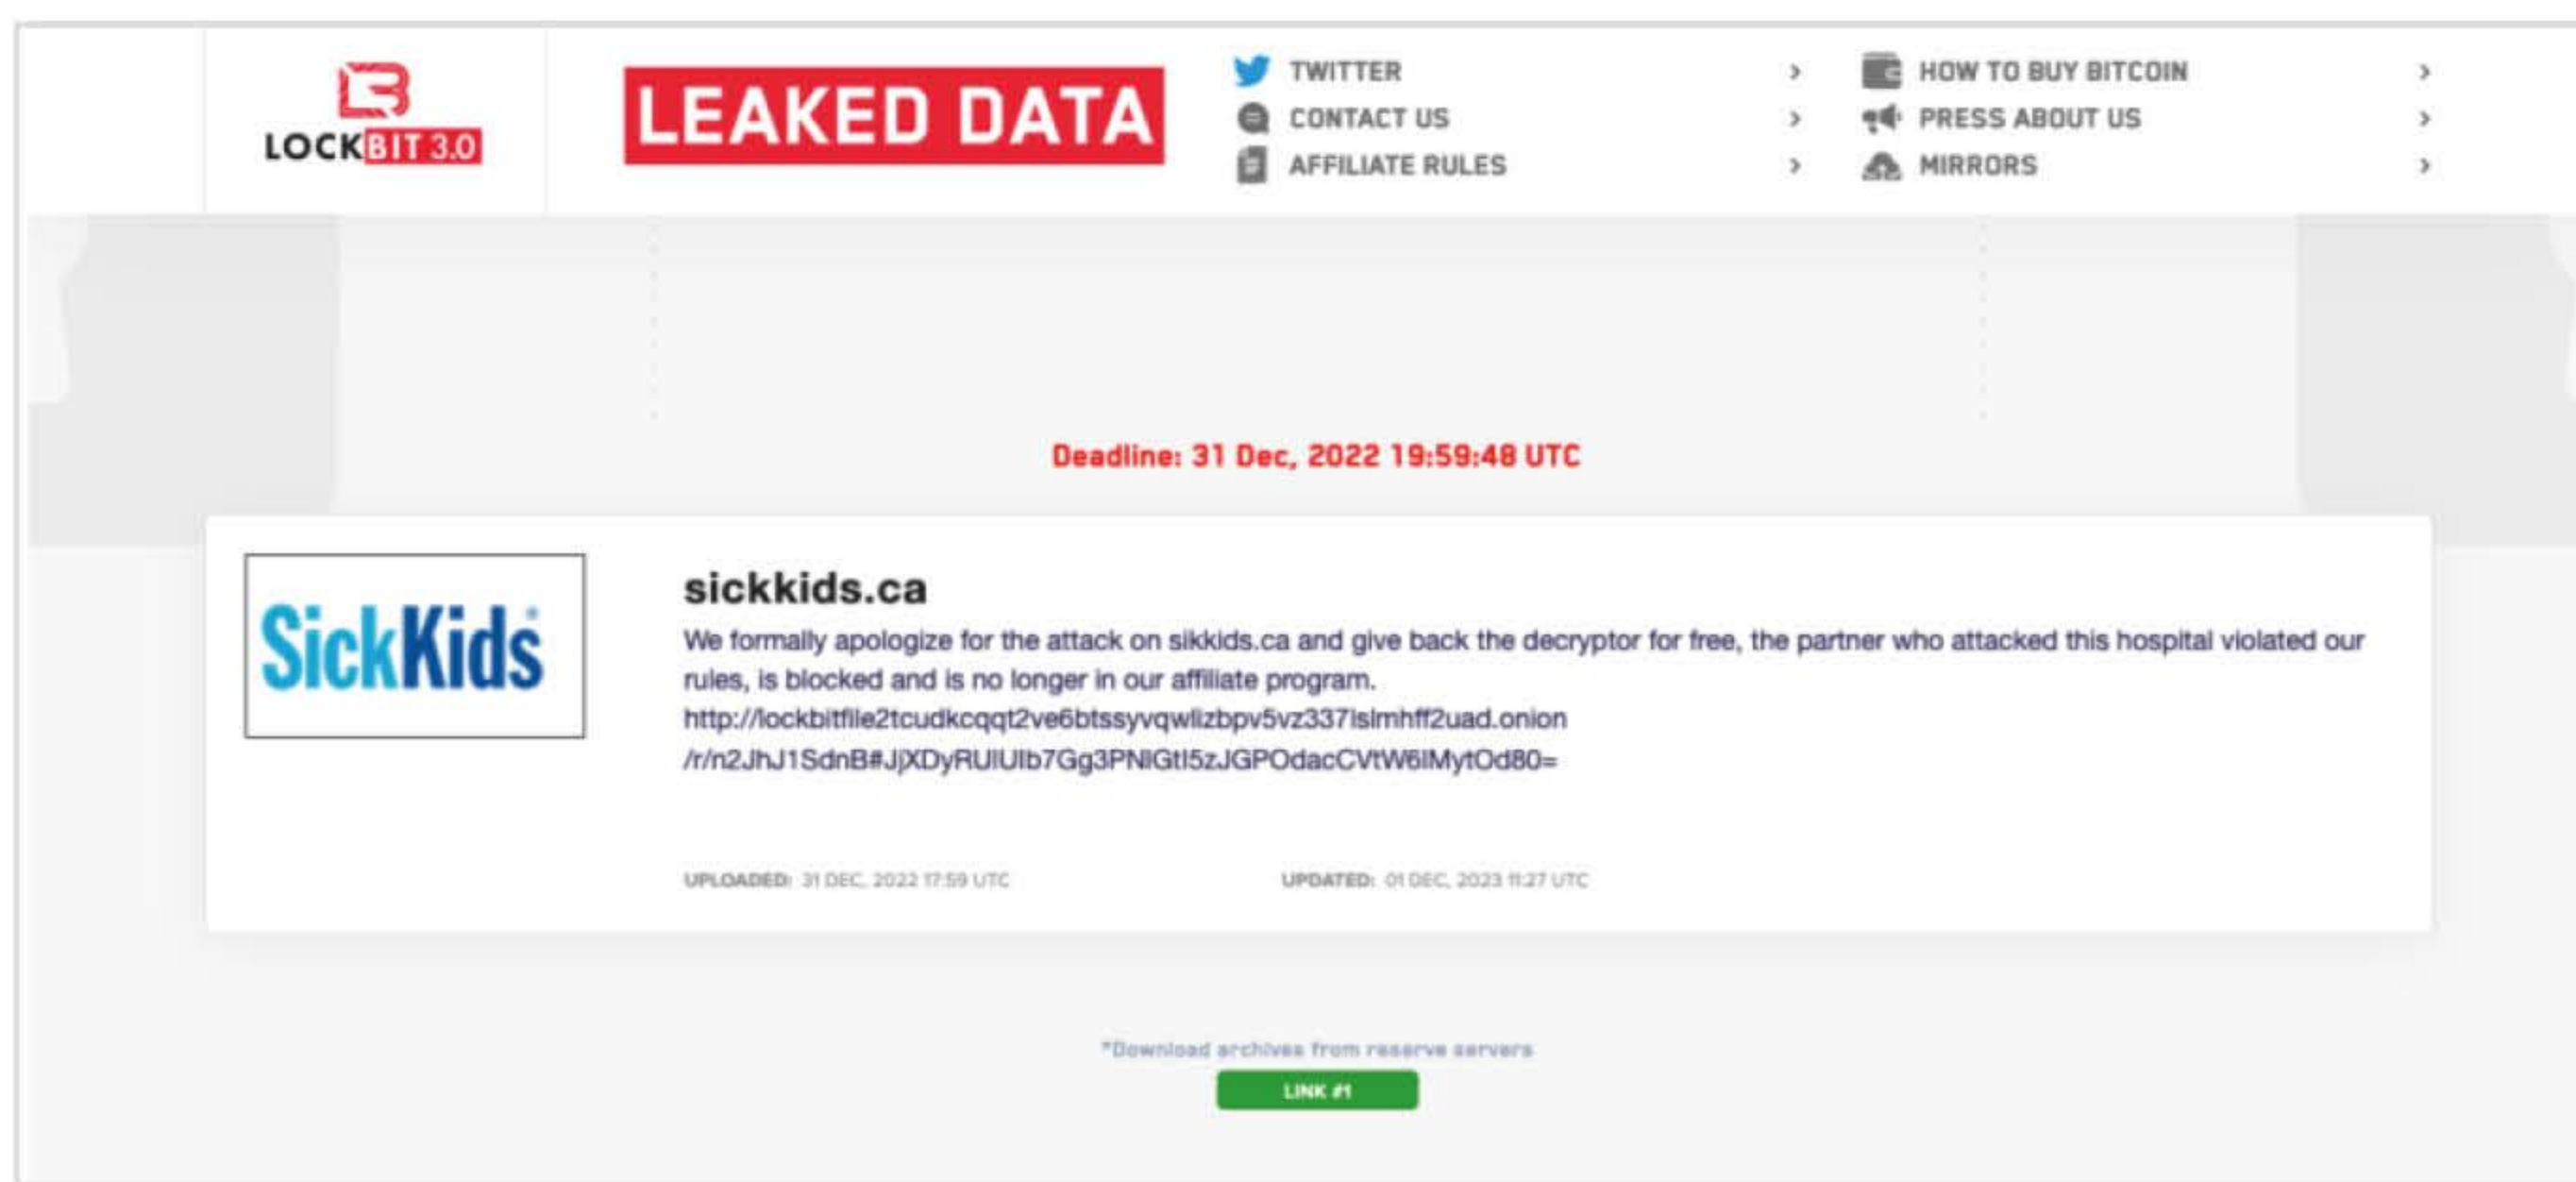 LOCKBIT 3.0
LEAKED DATA
TWITTER
CONTACT US
AFFILIATE RULES
HOW TO BUY BITCOIN
PRESS ABOUT US
MIRRORS
Deadline: 31 Dec, 2022 19:59:48 UTC
SickKids
sickkids.ca
We formally apologize for the attack on sikkids.ca and give back the decryptor for free, the partner who attacked this hospital violated our
rules, is blocked and is no longer in our affiliate program.
UPLOADED: 31 DEC, 2022 17:59 UTC
UPDATED: 01 DEC, 2023 11:27 UTC
*Download archives from reserve servers
LINK #1